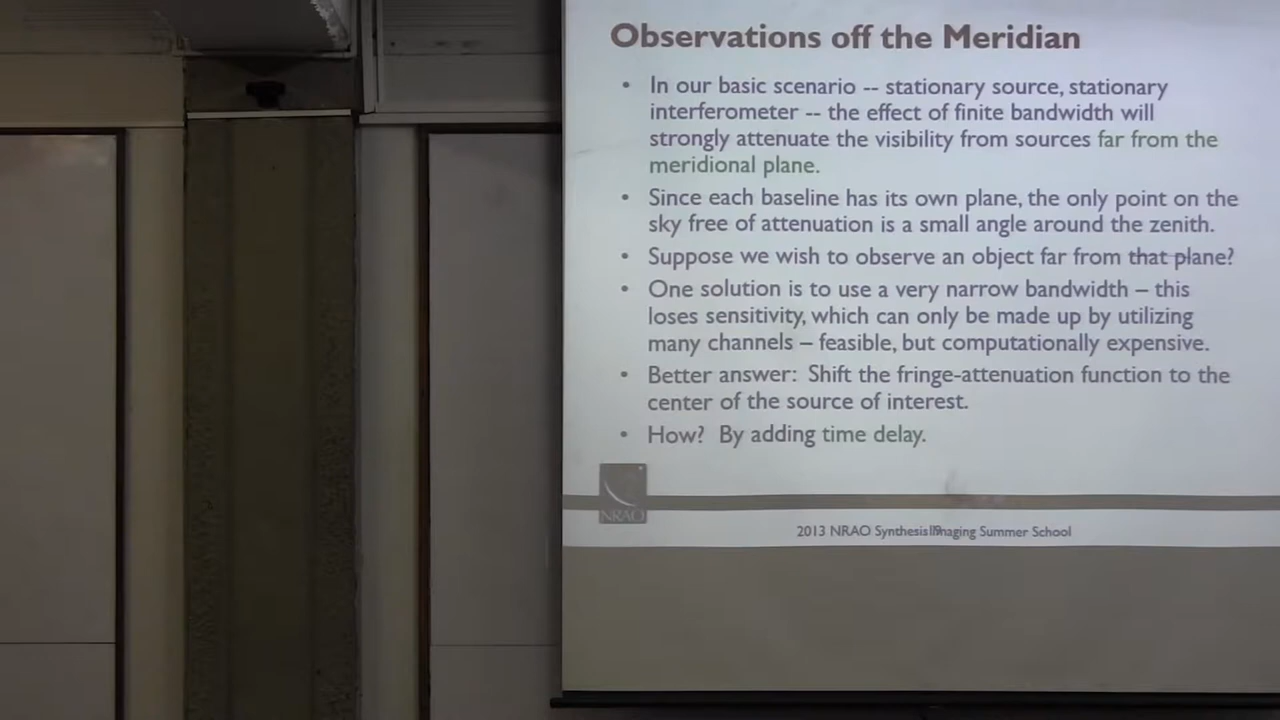 Observations off the Meridian
• In our basic scenario -- stationary source, stationary
interferometer -- the effect of finite bandwidth will
strongly attenuate the visibility from sources far from the
meridional plane.
• Since each baseline has its own plane, the only point on the
sky free of attenuation is a small angle around the zenith.
• Suppose we wish to observe an object far from that plane?
• One solution is to use a very narrow bandwidth – this
loses sensitivity, which can only be made up by utilizing
many channels – feasible, but computationally expensive.
• Better answer: Shift the fringe-attenuation function to the
center of the source of interest.
• How? By adding time delay.
NRAO
2013 NRAO Synthesis Imaging Summer School